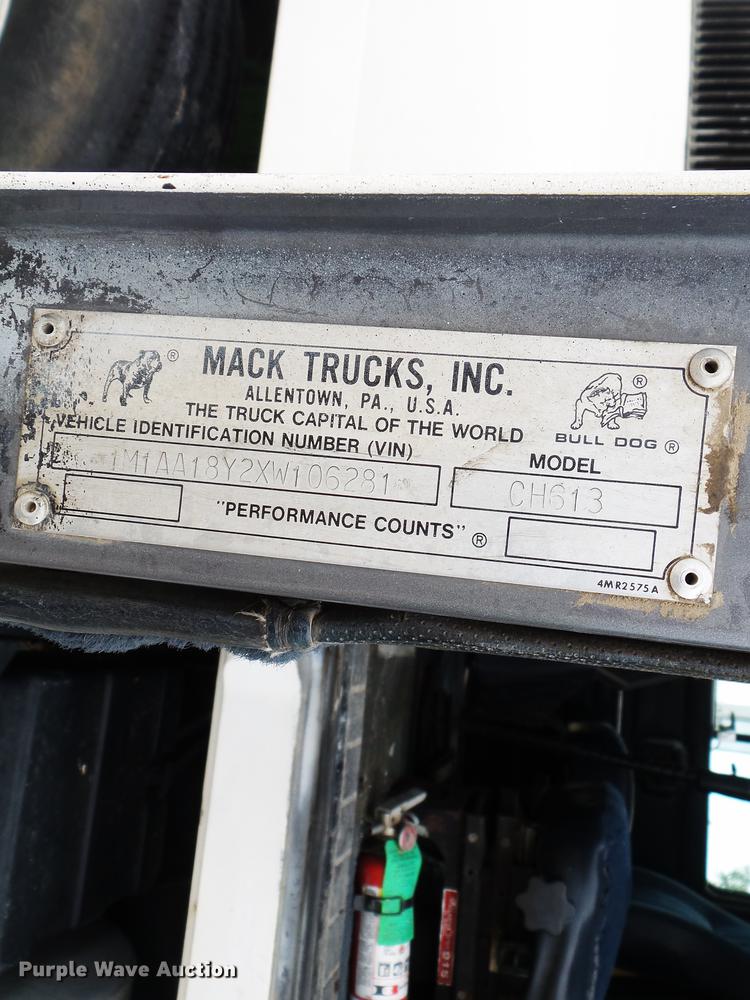 ® MACK TRUCKS, INC. ®
ALLENTOWN, PA., U.S.A.
THE TRUCK CAPITAL OF THE WORLD
BULL DOG ®
VEHICLE IDENTIFICATION NUMBER (VIN)
MODEL
1M1AA18Y2XW106281
CH613
"PERFORMANCE COUNTS" ®
4MR2575A
Purple Wave Auction